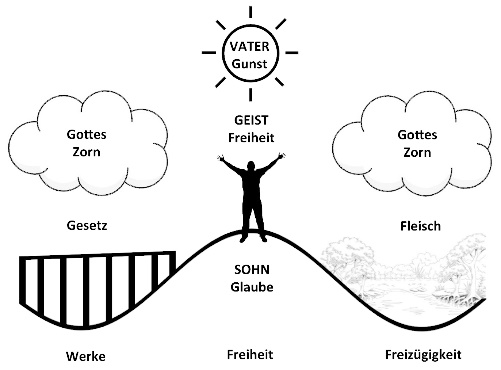 VATER
Gunst
GEIST
Freiheit
Gottes
Zorn
Gottes
Zorn
Gesetz
Fleisch
SOHN
Glaube
Werke
Freiheit
Freizügigkeit